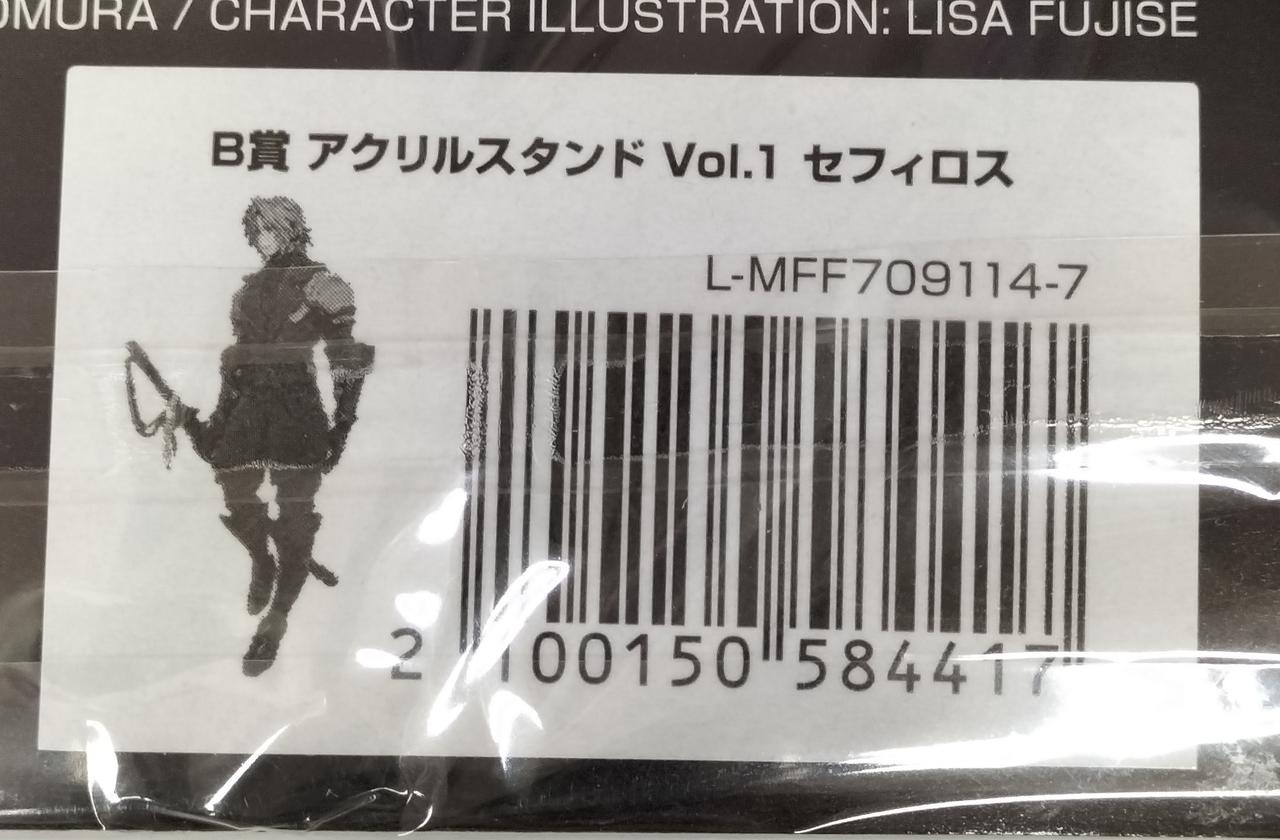 OMURA / CHARACTER ILLUSTRATION: LISA FUJISE
B賞 アクリルスタンド Vol.1 セフィロス
L-MFF709114-7
2 100150 584417